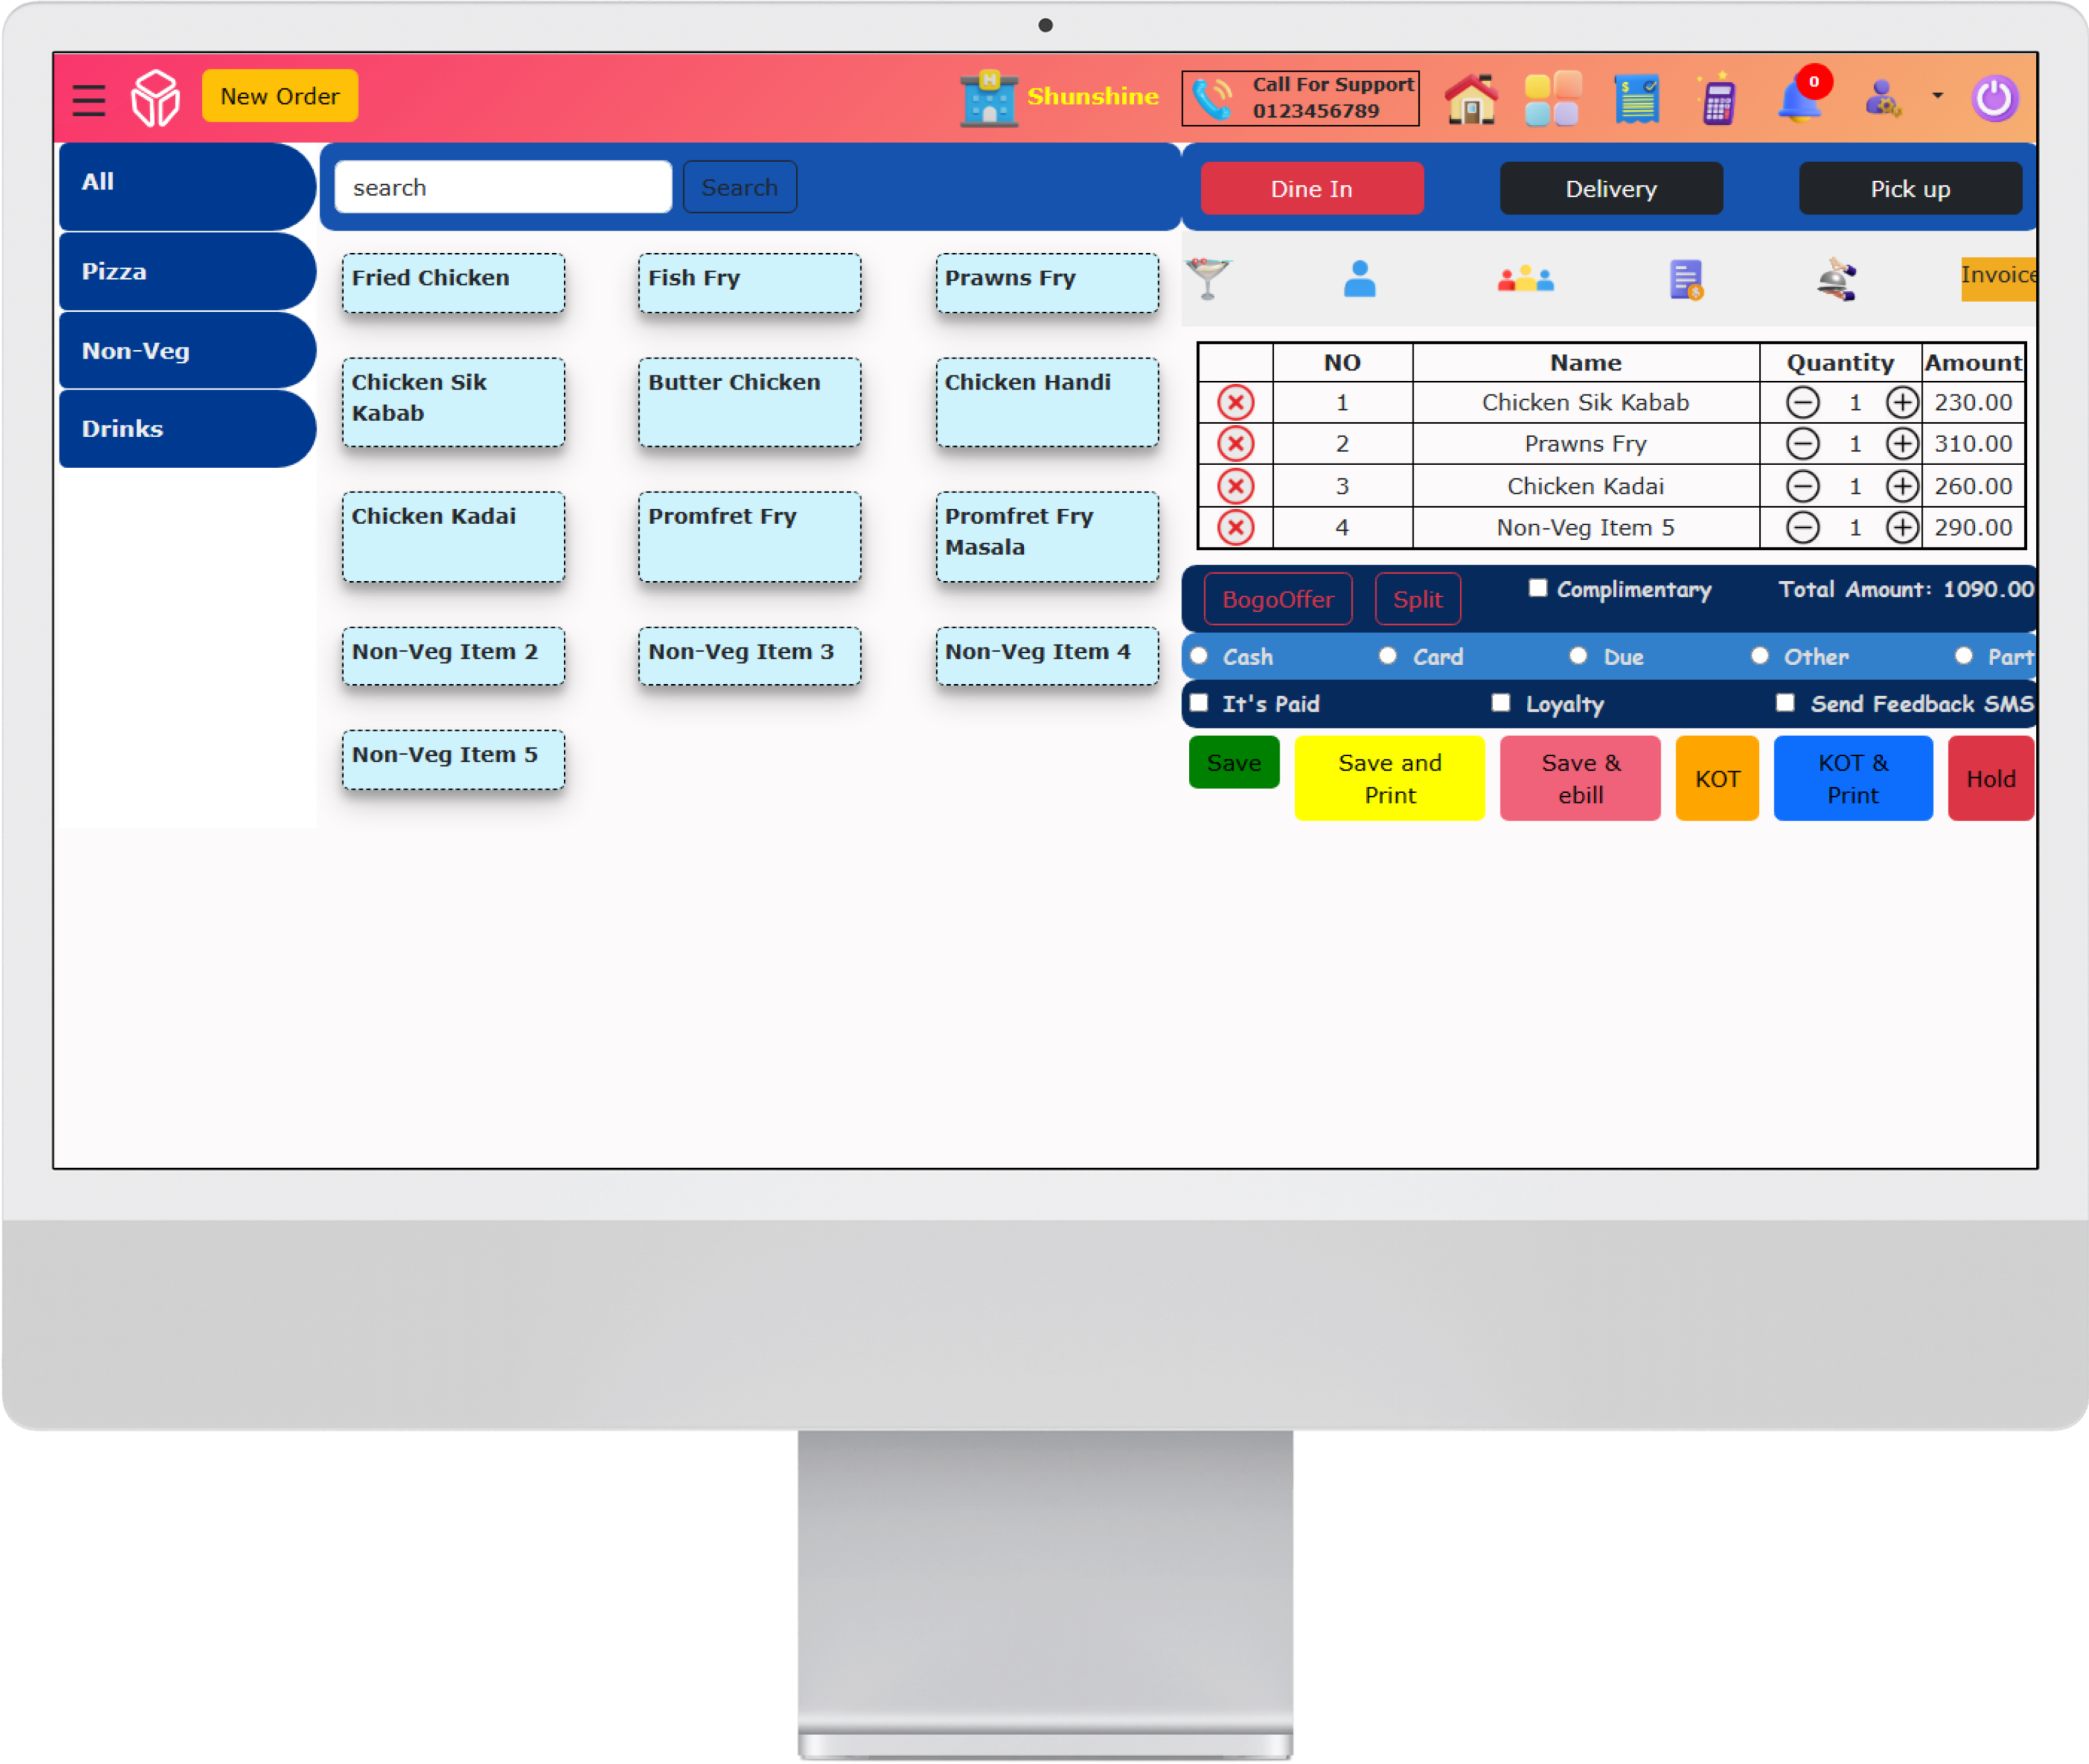 New Order
Shunshine
Call For Support
0123456789
0
All
Pizza
Non-Veg
Drinks
search
Search
Fried Chicken
Fish Fry
Prawns Fry
Chicken Sik
Kabab
Butter Chicken
Chicken Handi
Chicken Kadai
Promfret Fry
Promfret Fry
Masala
Non-Veg Item 2
Non-Veg Item 3
Non-Veg Item 4
Non-Veg Item 5
Dine In
Delivery
Pick up
Invoice
NO Name Quantity Amount
1 Chicken Sik Kabab 1 230.00
2 Prawns Fry 1 310.00
3 Chicken Kadai 1 260.00
4 Non-Veg Item 5 1 290.00
BogoOffer Split Complimentary Total Amount: 1090.00
Cash Card Due Other Part
It's Paid Loyalty Send Feedback SMS
Save
Save and
Print
Save &
ebill
KOT
KOT &
Print
Hold